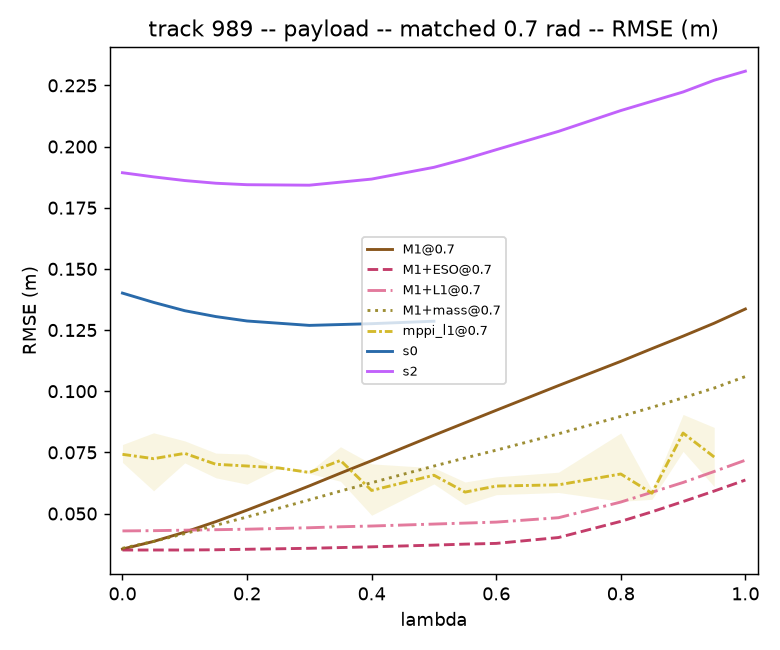 track 989 -- payload -- matched 0.7 rad -- RMSE (m)
0.225
0.200
0.175
0.150
0.125
0.100
0.075
0.050
RMSE (m)
M1@0.7
M1+ESO@0.7
M1+L1@0.7
M1+mass@0.7
mppi_l1@0.7
s0
s2
0.0 0.2 0.4 0.6 0.8 1.0
lambda